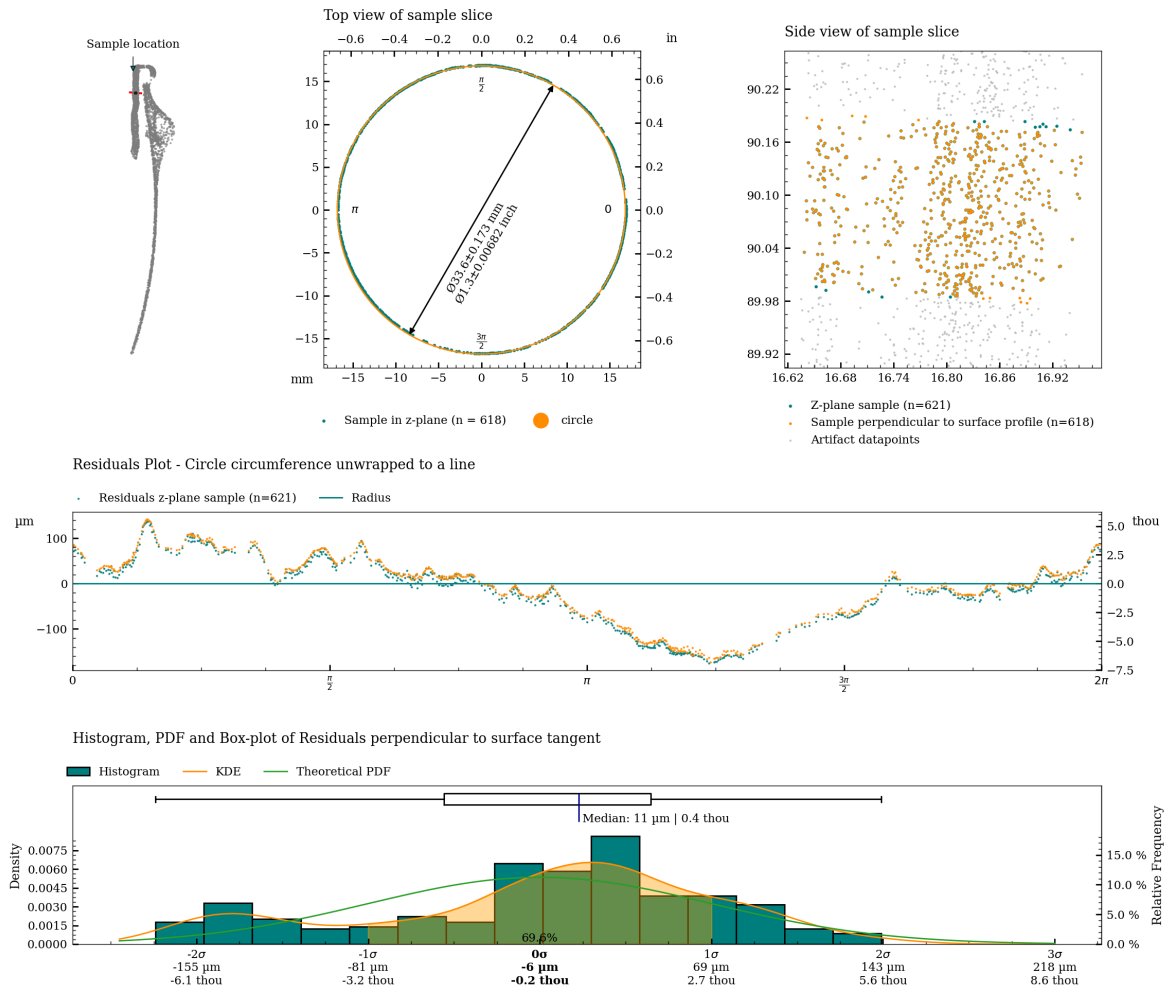 Top view of sample slice
Sample location
−0.6 −0.4 −0.2 0.0 0.2 0.4 0.6 in
15
10
5
0
−5
−10
−15
0.6
0.4
0.2
0.0
−0.2
−0.4
−0.6
π/2
π
0
3π/2
Ø33.6±0.173 mm
Ø1.3±0.00682 inch
mm −15 −10 −5 0 5 10 15
Sample in z-plane (n = 618) circle
Side view of sample slice
90.22
90.16
90.10
90.04
89.98
89.92
16.62 16.68 16.74 16.80 16.86 16.92
Z-plane sample (n=621)
Sample perpendicular to surface profile (n=618)
Artifact datapoints
Residuals Plot - Circle circumference unwrapped to a line
Residuals z-plane sample (n=621) Radius
µm
100
0
−100
thou
5.0
2.5
0.0
−2.5
−5.0
−7.5
0 π/2 π 3π/2 2π
Histogram, PDF and Box-plot of Residuals perpendicular to surface tangent
Histogram KDE Theoretical PDF
Median: 11 µm | 0.4 thou
Density
0.0075
0.0060
0.0045
0.0030
0.0015
0.0000
Relative Frequency
15.0 %
10.0 %
5.0 %
0.0 %
69.6%
-2σ -1σ 0σ 1σ 2σ 3σ
-155 µm -81 µm -6 µm 69 µm 143 µm 218 µm
-6.1 thou -3.2 thou -0.2 thou 2.7 thou 5.6 thou 8.6 thou